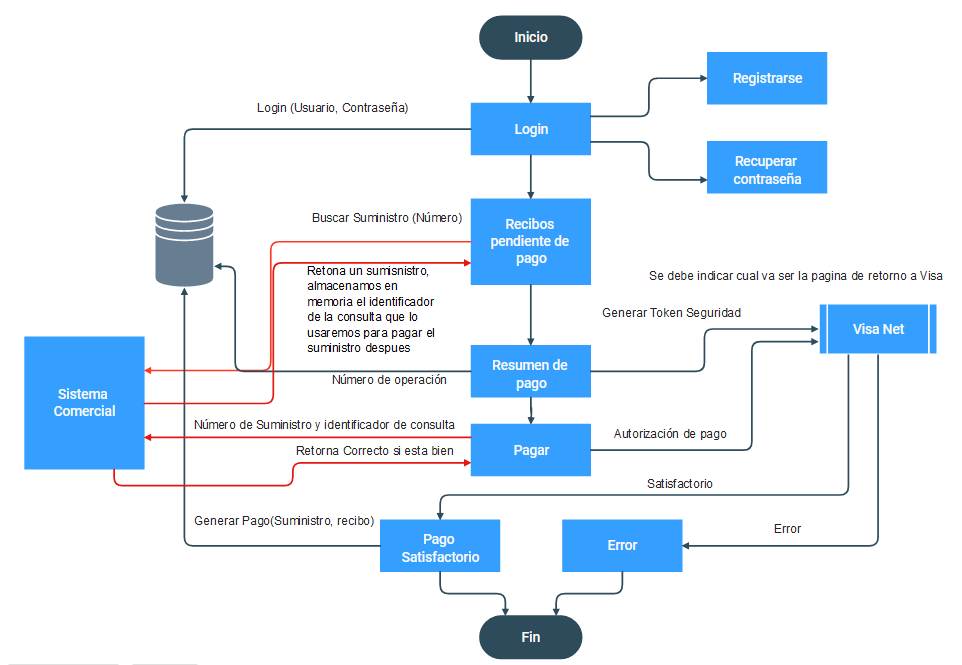 Inicio
Registrarse
Login (Usuario, Contraseña)
Login
Recuperar
contraseña
Buscar Suministro (Número)
Recibos
pendiente de
pago
Retona un sumisnistro,
almacenamos en
memoria el identificador
de la consulta que lo
usaremos para pagar el
suministro despues
Se debe indicar cual va ser la pagina de retorno a Visa
Generar Token Seguridad
Visa Net
Resumen de
pago
Número de operación
Sistema
Comercial
Número de Suministro y identificador de consulta
Autorización de pago
Pagar
Retorna Correcto si esta bien
Satisfactorio
Generar Pago(Suministro, recibo)
Pago
Satisfactorio
Error
Error
Fin